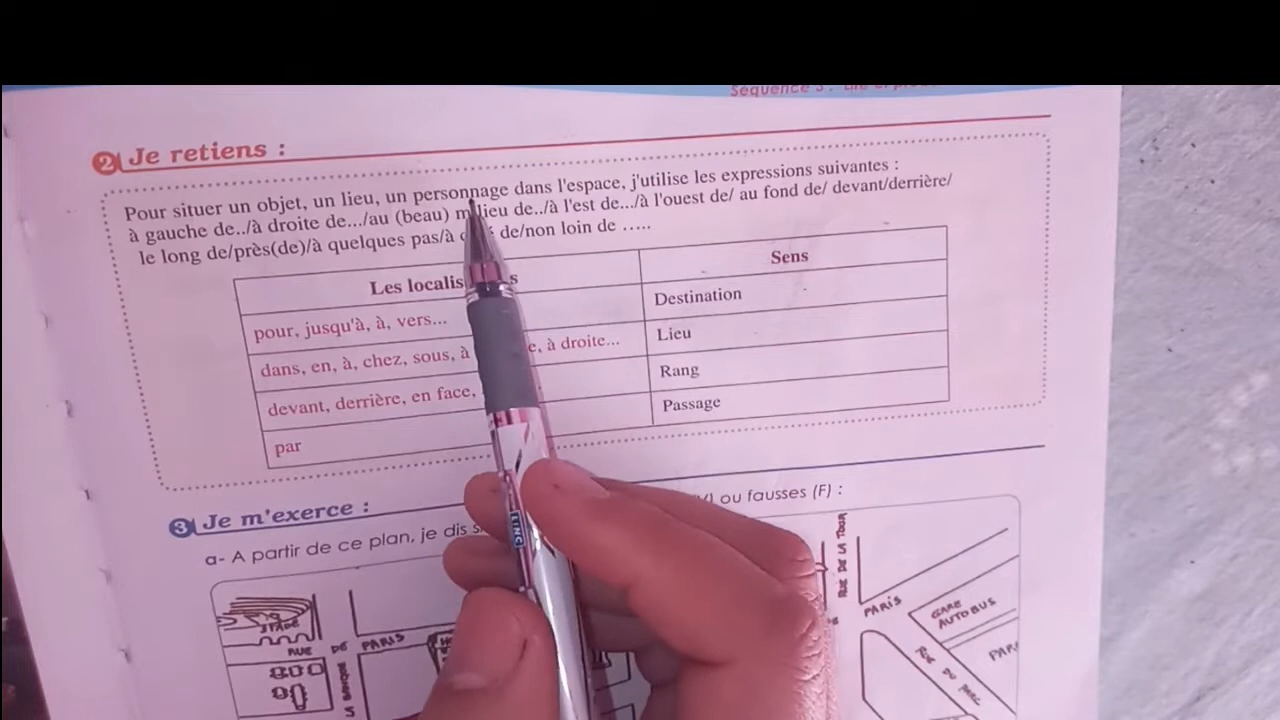 Séquence 3 :
2 Je retiens :
Pour situer un objet, un lieu, un personnage dans l'espace, j'utilise les expressions suivantes :
à gauche de../à droite de.../au (beau) milieu de../à l'est de.../à l'ouest de/ au fond de/ devant/derrière/
le long de/près(de)/à quelques pas/à de/non loin de …..
Les localis s
Sens
pour, jusqu'à, à, vers...
Destination
dans, en, à, chez, sous, à e, à droite...
Lieu
devant, derrière, en face,
Rang
par
Passage
3 Je m'exerce :
a- A partir de ce plan, je dis ou fausses (F) :
STADE
RUE DE PARIS
RUE DE LA TOUR
PARIS
GARE
AUTOBUS
RUE DU PARC
LINC